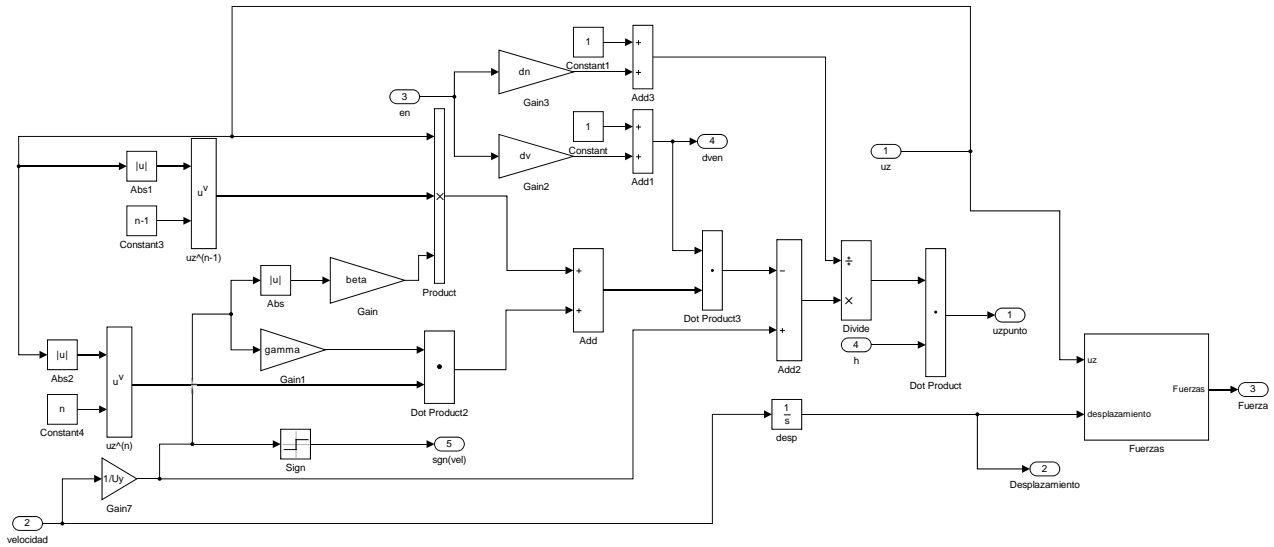 1
Constant1
+
+
Add3
dn
Gain3
3
en
1
Constant
+
+
Add1
dv
Gain2
4
dven
1
uz
|u|
Abs1
n-1
Constant3
u^v
uz^(n-1)
×
Product
|u|
Abs
beta
Gain
gamma
Gain1
Dot Product2
+
+
Add
Dot Product3
−
+
Add2
÷
×
Divide
4
h
Dot Product
1
uzpunto
|u|
Abs2
n
Constant4
u^v
uz^(n)
Sign
5
sgn(vel)
1/Uy
Gain7
2
velocidad
1
s
desp
2
Desplazamiento
uz
desplazamiento
Fuerzas
Fuerzas
3
Fuerza